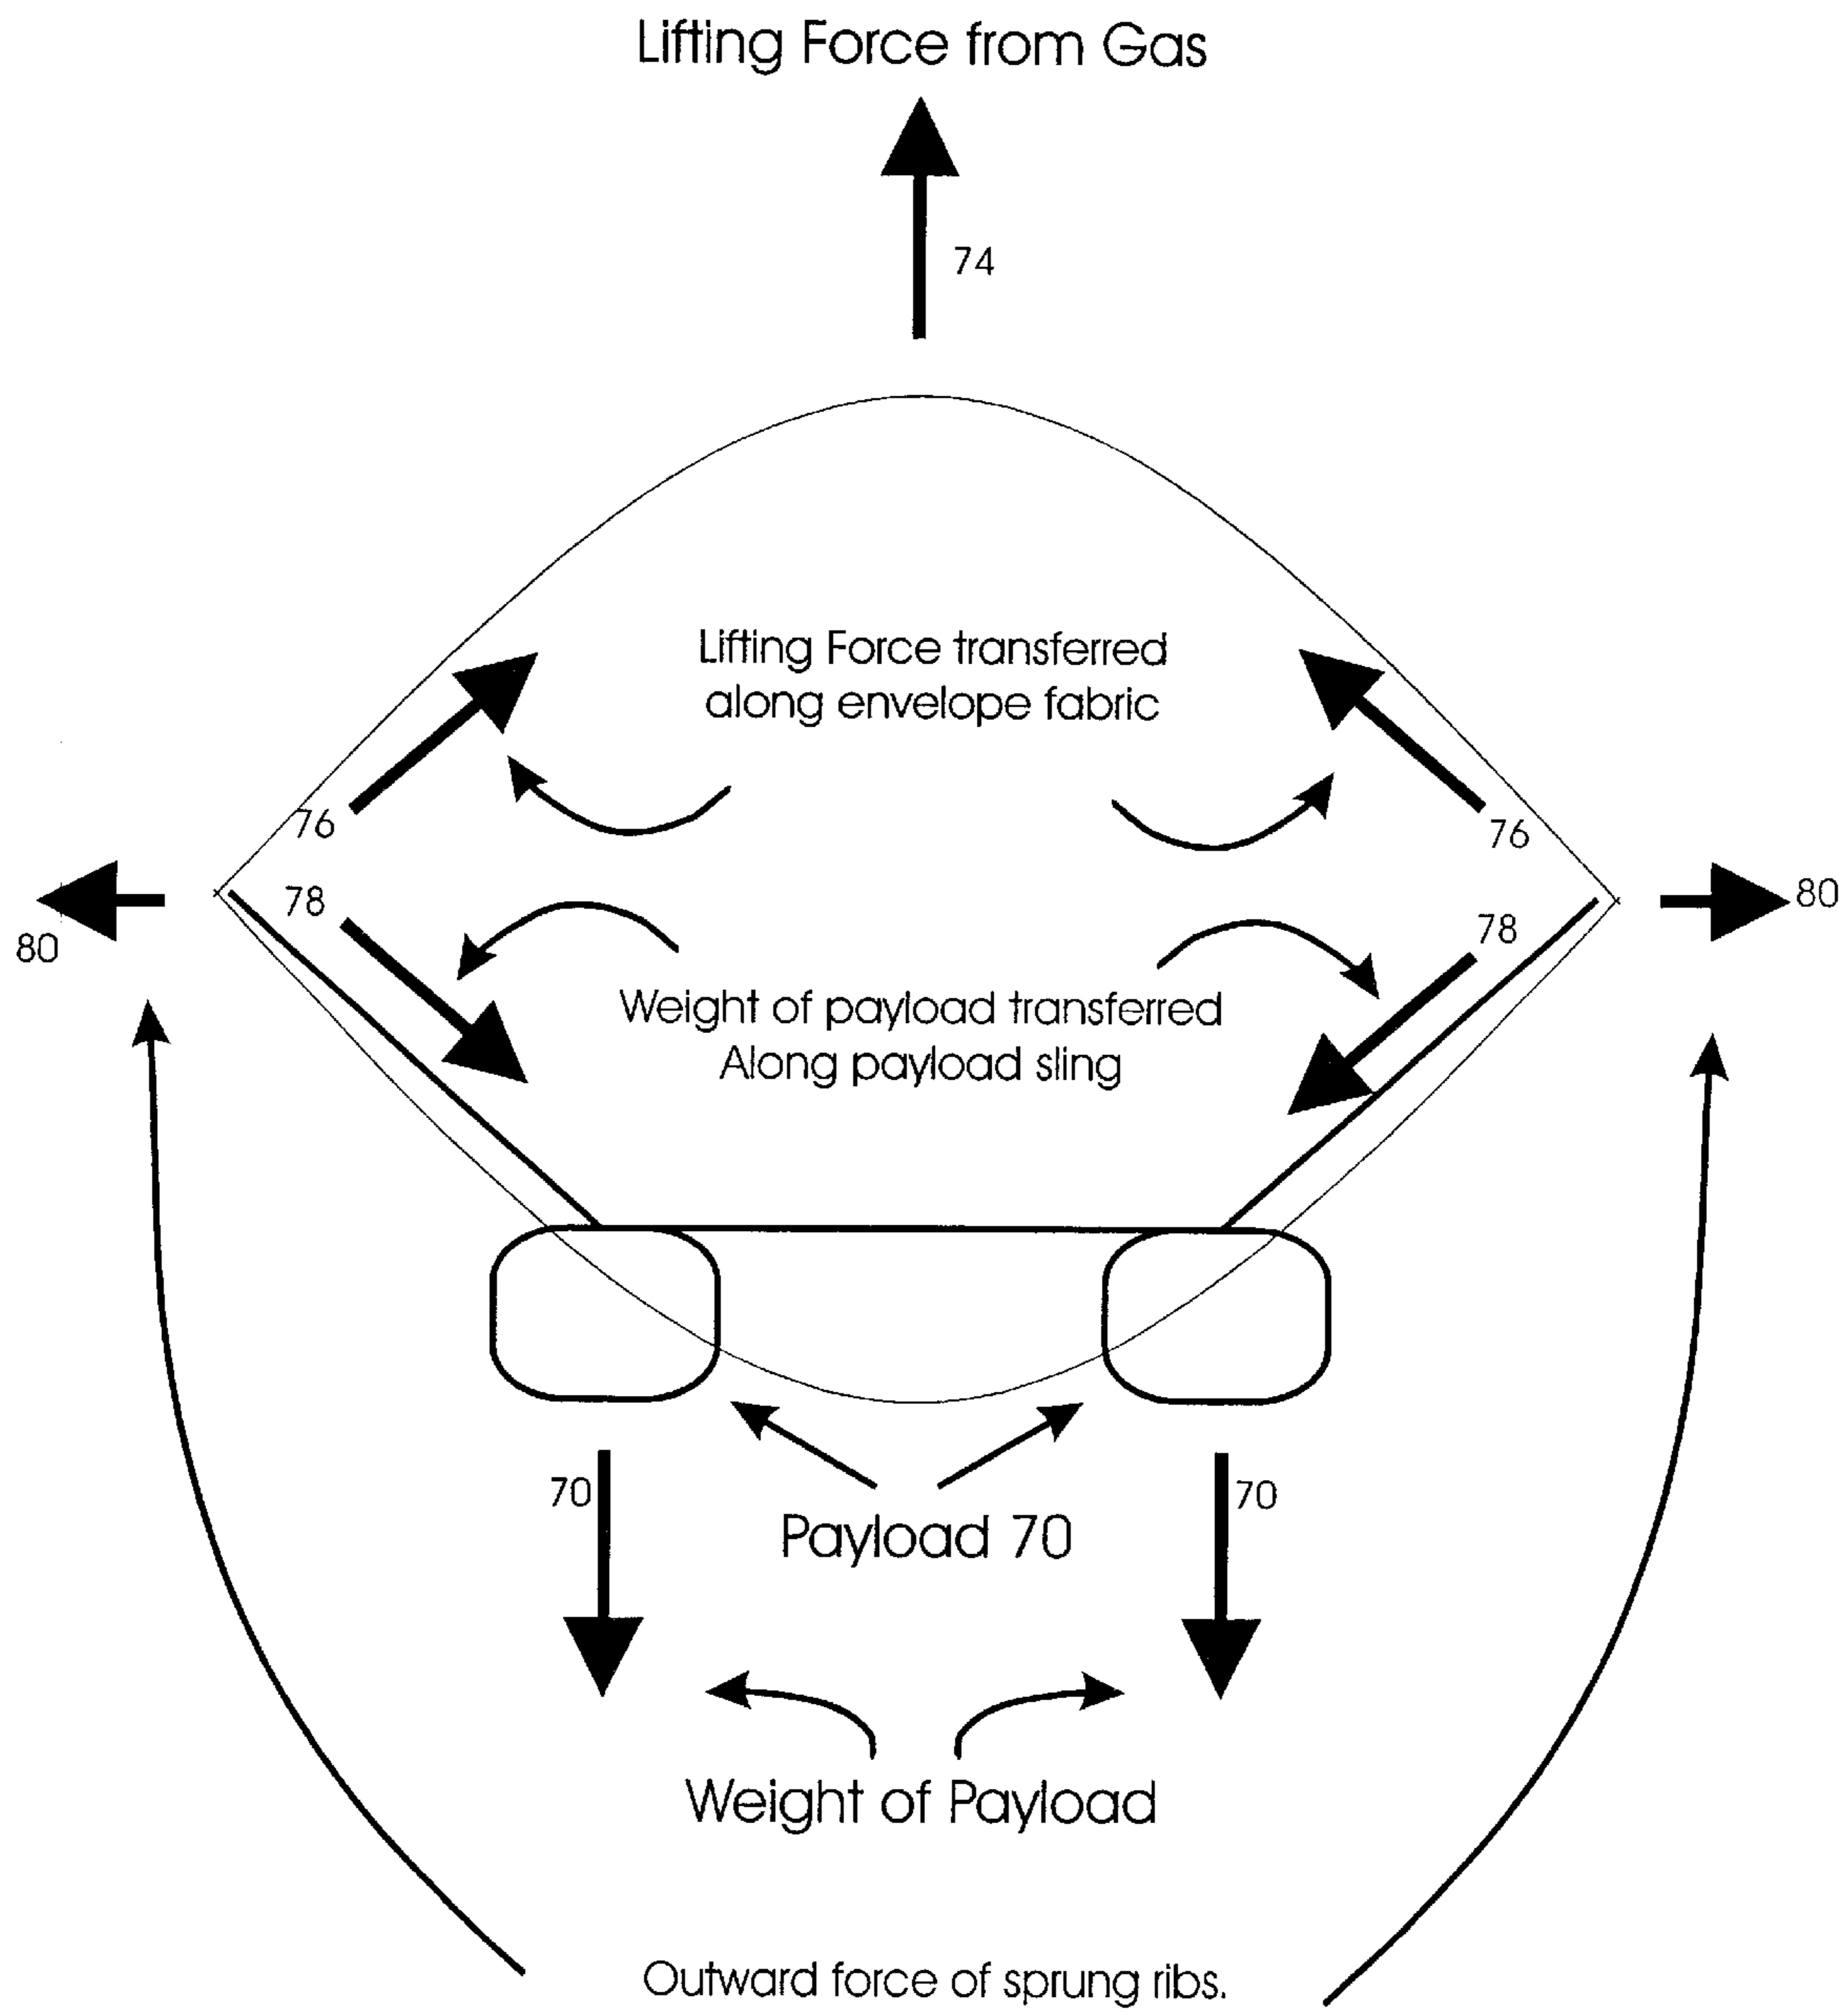 Lifting Force from Gas
74
Lifting Force transferred
along envelope fabric
76
76
78
80
80
78
Weight of payload transferred
Along payload sling
70
70
Payload 70
Weight of Payload
Outward force of sprung ribs.